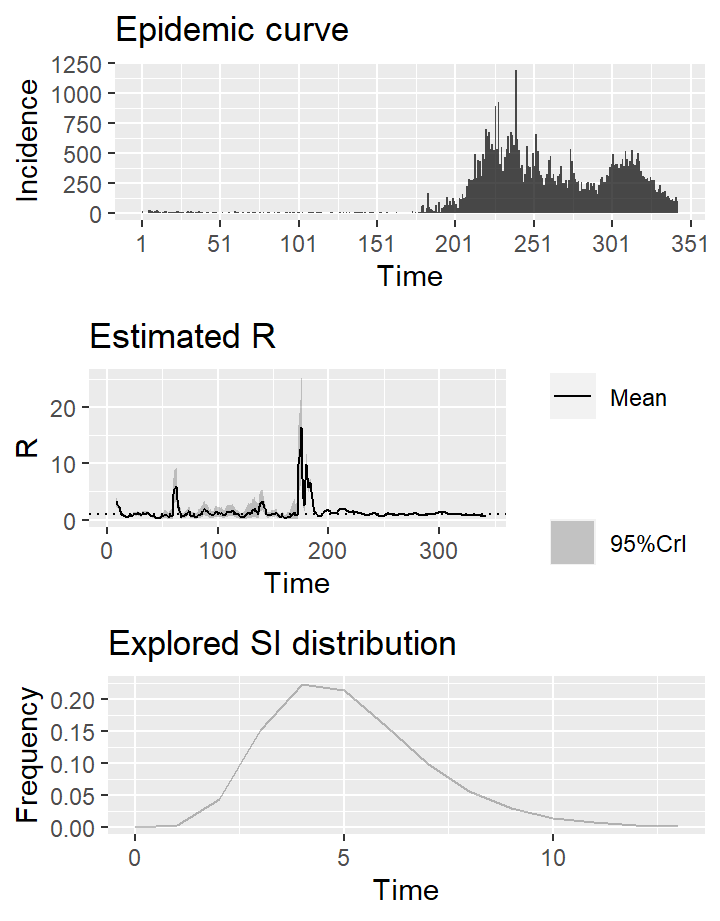 Epidemic curve
1250
1000
750
500
250
0
Incidence
1 51 101 151 201 251 301 351
Time
Estimated R
20
10
0
R
0 100 200 300
Time
Mean
95%CrI
Explored SI distribution
0.20
0.15
0.10
0.05
0.00
Frequency
0 5 10
Time